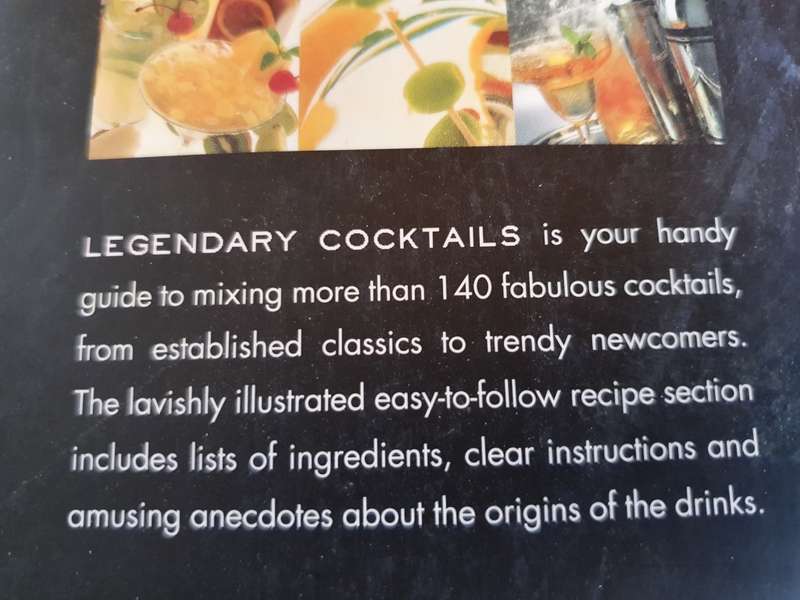 LEGENDARY COCKTAILS is your handy
guide to mixing more than 140 fabulous cocktails,
from established classics to trendy newcomers.
The lavishly illustrated easy-to-follow recipe section
includes lists of ingredients, clear instructions and
amusing anecdotes about the origins of the drinks.